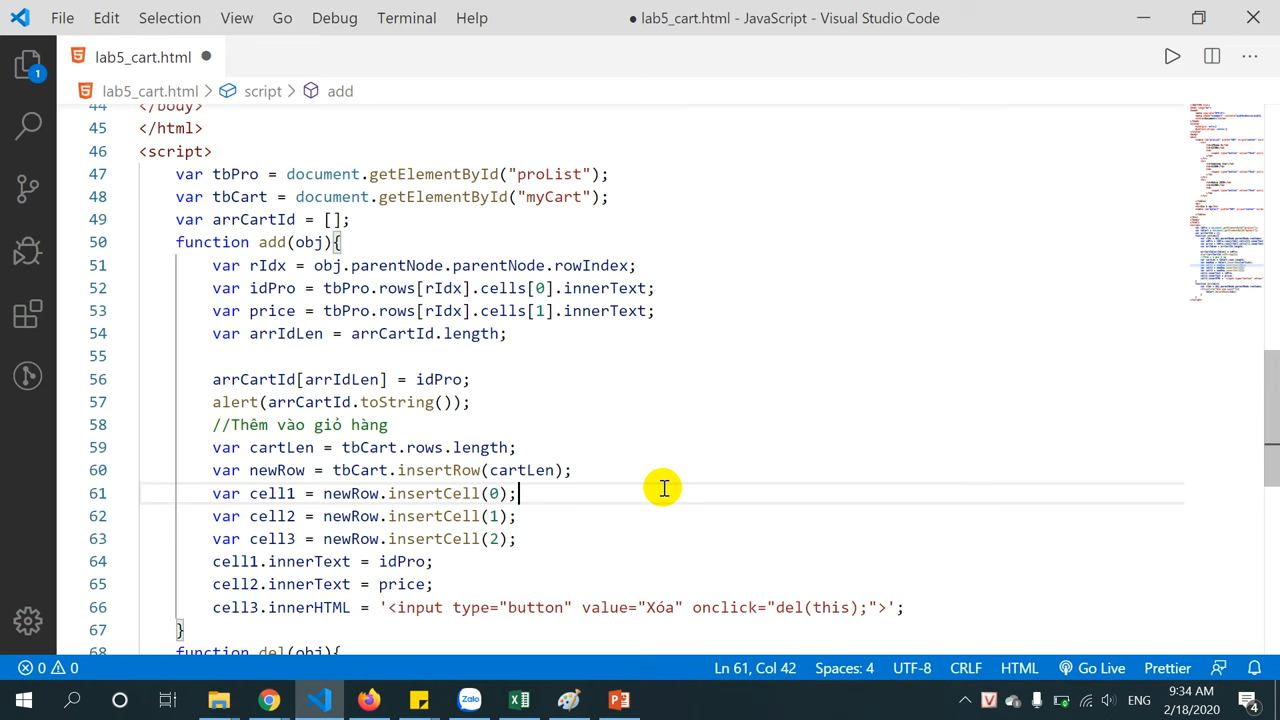 File Edit Selection View Go Debug Terminal Help
● lab5_cart.html - JavaScript - Visual Studio Code
lab5_cart.html ●
1
lab5_cart.html > script > add
44 </body>
45 </html>
46 <script>
47 var tbPro = document.getElementById("proList");
48 var tbCart = document.getElementById("myCart");
49 var arrCartId = [];
50 function add(obj){
51 var rIdx = obj.parentNode.parentNode.rowIndex;
52 var idPro = tbPro.rows[rIdx].cells[0].innerText;
53 var price = tbPro.rows[rIdx].cells[1].innerText;
54 var arrIdLen = arrCartId.length;
55
56 arrCartId[arrIdLen] = idPro;
57 alert(arrCartId.toString());
58 //Thêm vào giỏ hàng
59 var cartLen = tbCart.rows.length;
60 var newRow = tbCart.insertRow(cartLen);
61 var cell1 = newRow.insertCell(0);
62 var cell2 = newRow.insertCell(1);
63 var cell3 = newRow.insertCell(2);
64 cell1.innerText = idPro;
65 cell2.innerText = price;
66 cell3.innerHTML = '<input type="button" value="Xóa" onclick="del(this);">';
67 }
68 function del(obj){
0 0 Ln 61, Col 42 Spaces: 4 UTF-8 CRLF HTML Go Live Prettier
Zalo ENG 9:34 AM
2/18/2020 4